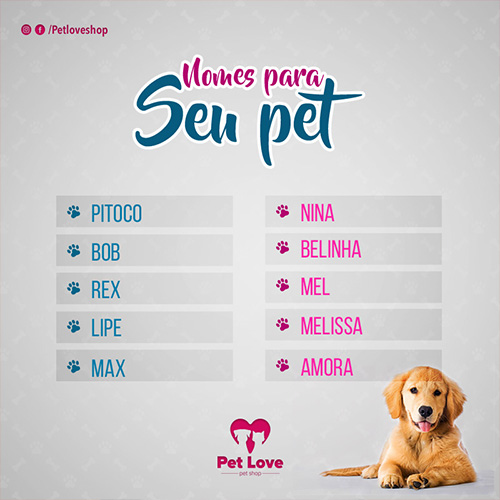 /Petloveshop
Nomes para
Seu pet
PITOCO
BOB
REX
LIPE
MAX
NINA
BELINHA
MEL
MELISSA
AMORA
Pet Love
pet shop